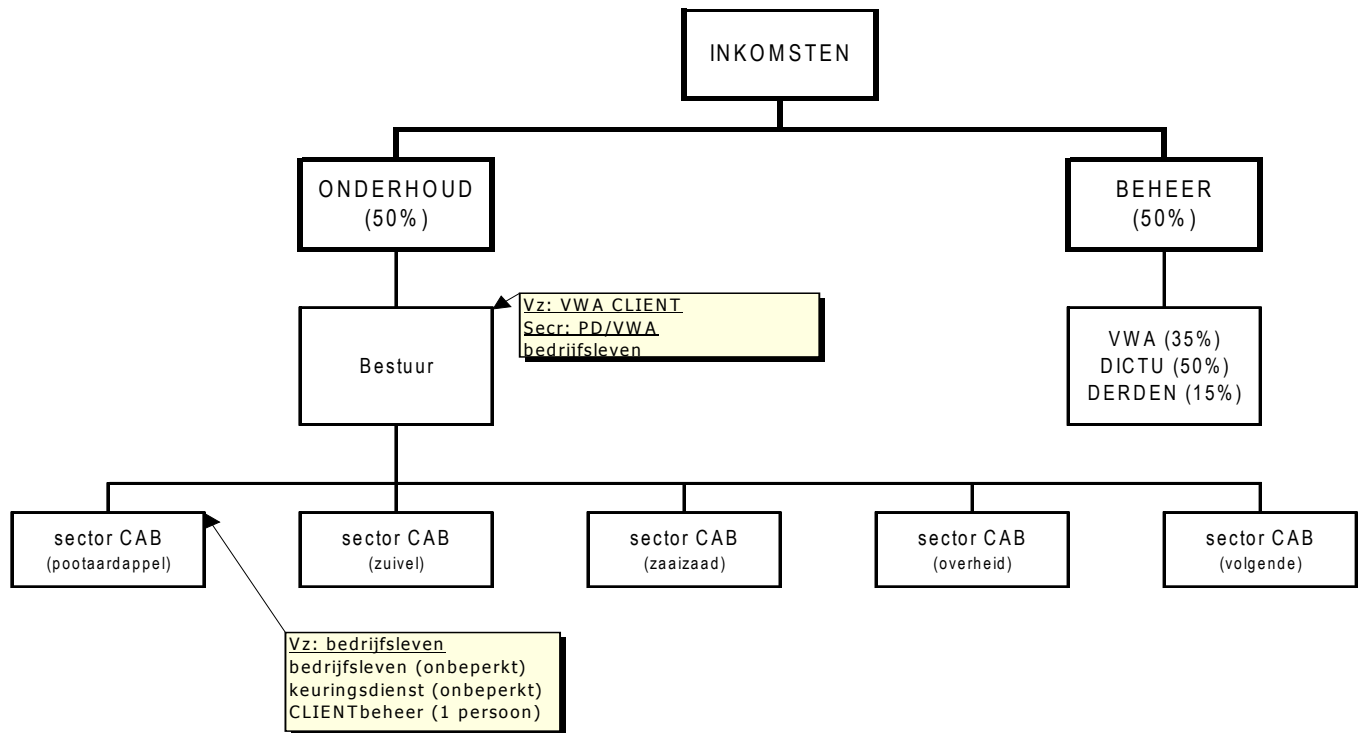 INKOMSTEN
ONDERHOUD
(50%)
BEHEER
(50%)
Vz: VWA CLIENT
Secr: PD/VWA
bedrijfsleven
Bestuur
VWA (35%)
DICTU (50%)
DERDEN (15%)
sector CAB
(pootaardappel)
sector CAB
(zuivel)
sector CAB
(zaaizaad)
sector CAB
(overheid)
sector CAB
(volgende)
Vz: bedrijfsleven
bedrijfsleven (onbeperkt)
keuringsdienst (onbeperkt)
CLIENTbeheer (1 persoon)